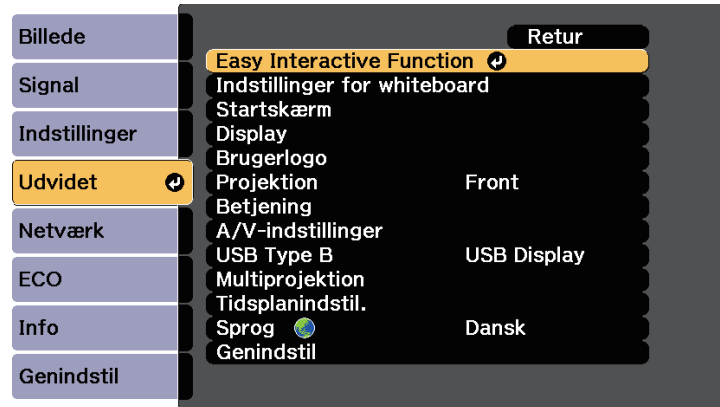 Billede
Signal
Indstillinger
Udvidet
Netværk
ECO
Info
Genindstil
Retur
Easy Interactive Function
Indstillinger for whiteboard
Startskærm
Display
Brugerlogo
Projektion Front
Betjening
A/V-indstillinger
USB Type B USB Display
Multiprojektion
Tidsplanindstil.
Sprog Dansk
Genindstil